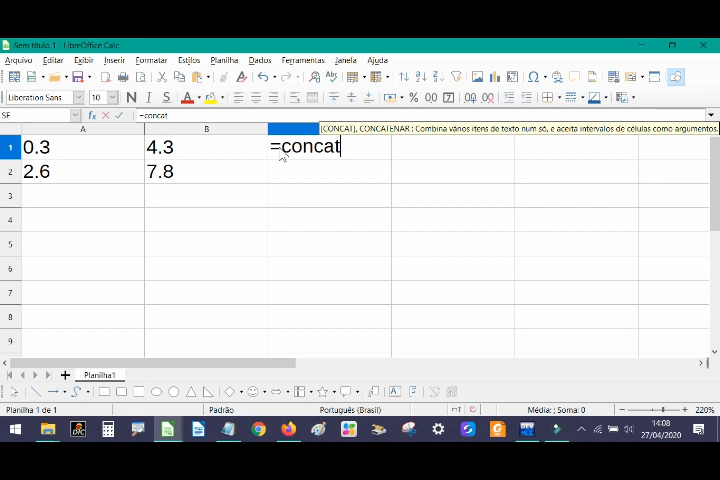 Sem título 1 - LibreOffice Calc
Arquivo Editar Exibir Inserir Formatar Estilos Planilha Dados Ferramentas Janela Ajuda
Liberation Sans 10 N I S
SE =concat
[CONCAT], CONCATENAR : Combina vários itens de texto num só, e aceita intervalos de células como argumentos.
A B
1 0.3 4.3 =concat
2 2.6 7.8
3
4
5
6
7
8
9
Planilha1
Planilha 1 de 1 Padrão Português (Brasil) Média: ; Soma: 0 220%
14:08
27/04/2020